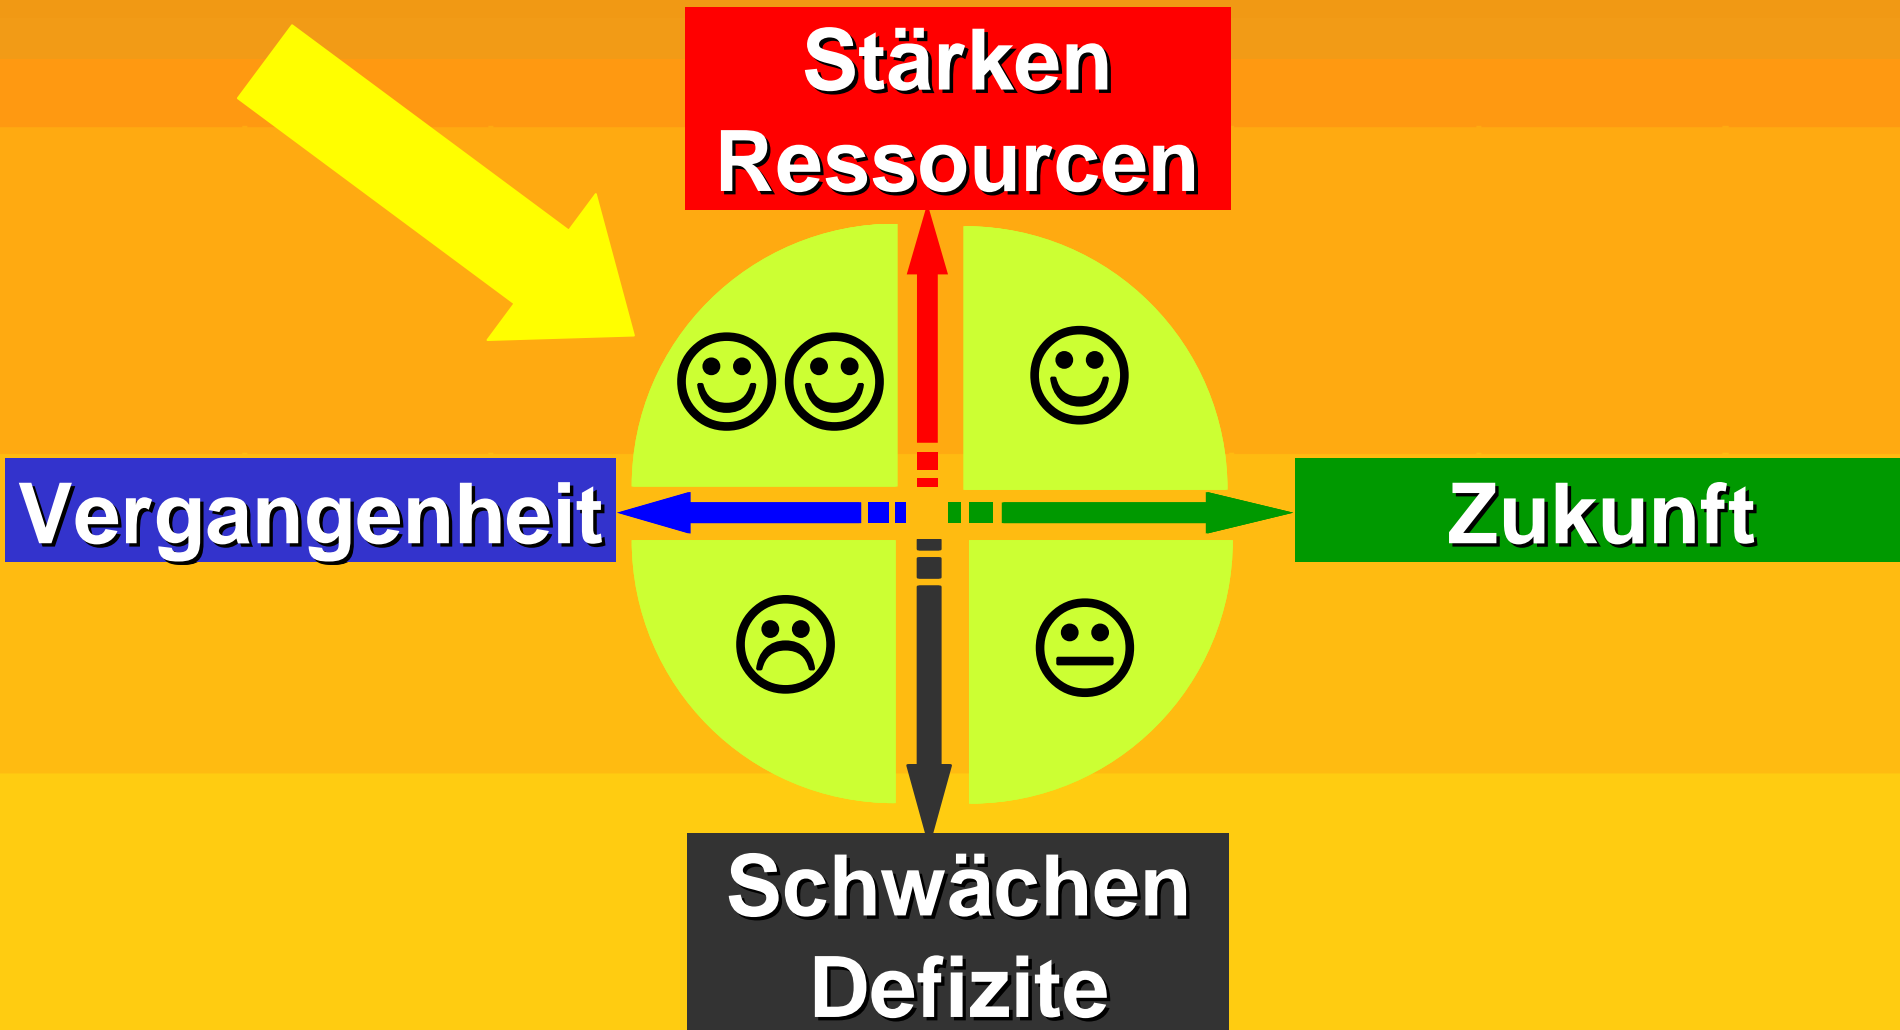 Stärken
Ressourcen
Vergangenheit
Zukunft
Schwächen
Defizite